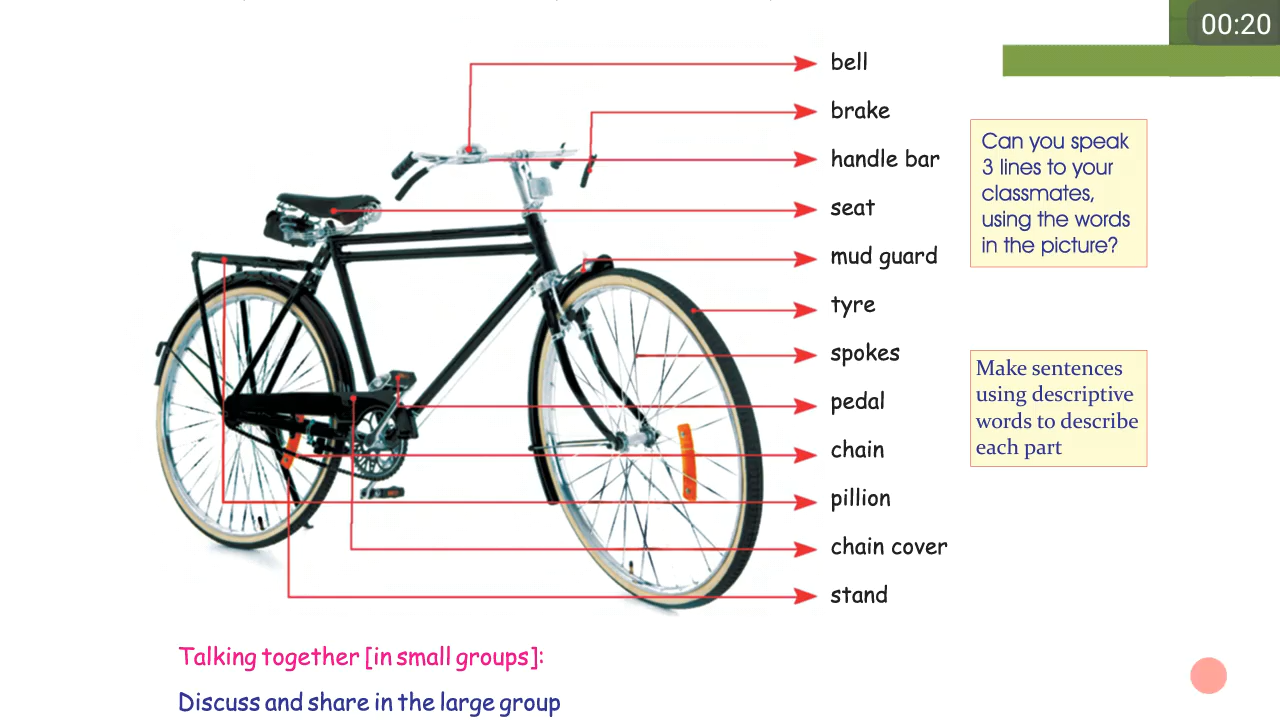 00:20
bell
brake
handle bar
seat
mud guard
tyre
spokes
pedal
chain
pillion
chain cover
stand
Can you speak
3 lines to your
classmates,
using the words
in the picture?
Make sentences
using descriptive
words to describe
each part
Talking together [in small groups]:
Discuss and share in the large group